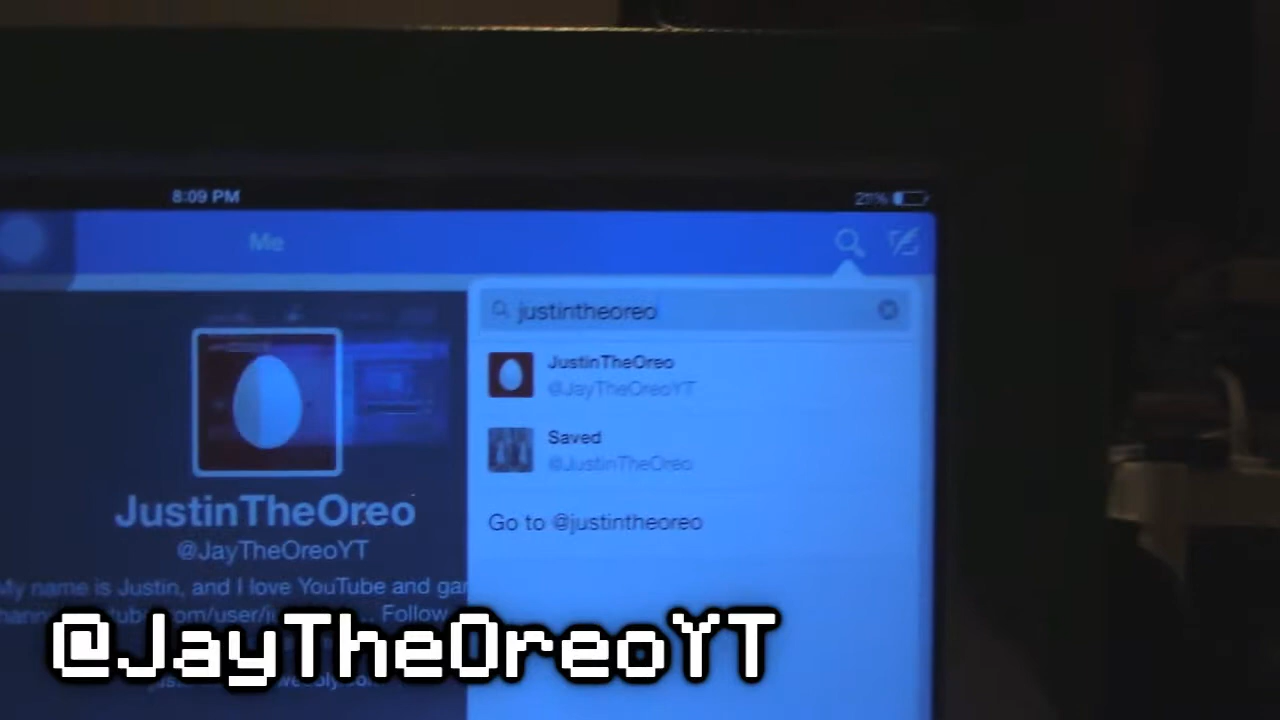 8:09 PM
21%
Me
justintheoreo
JustinTheOreo
@JayTheOreoYT
Saved
@JustinTheOreo
Go to @justintheoreo
JustinTheOreo
@JayTheOreoYT
My name is Justin, and I love YouTube and
Follow
@JayTheOreoYT